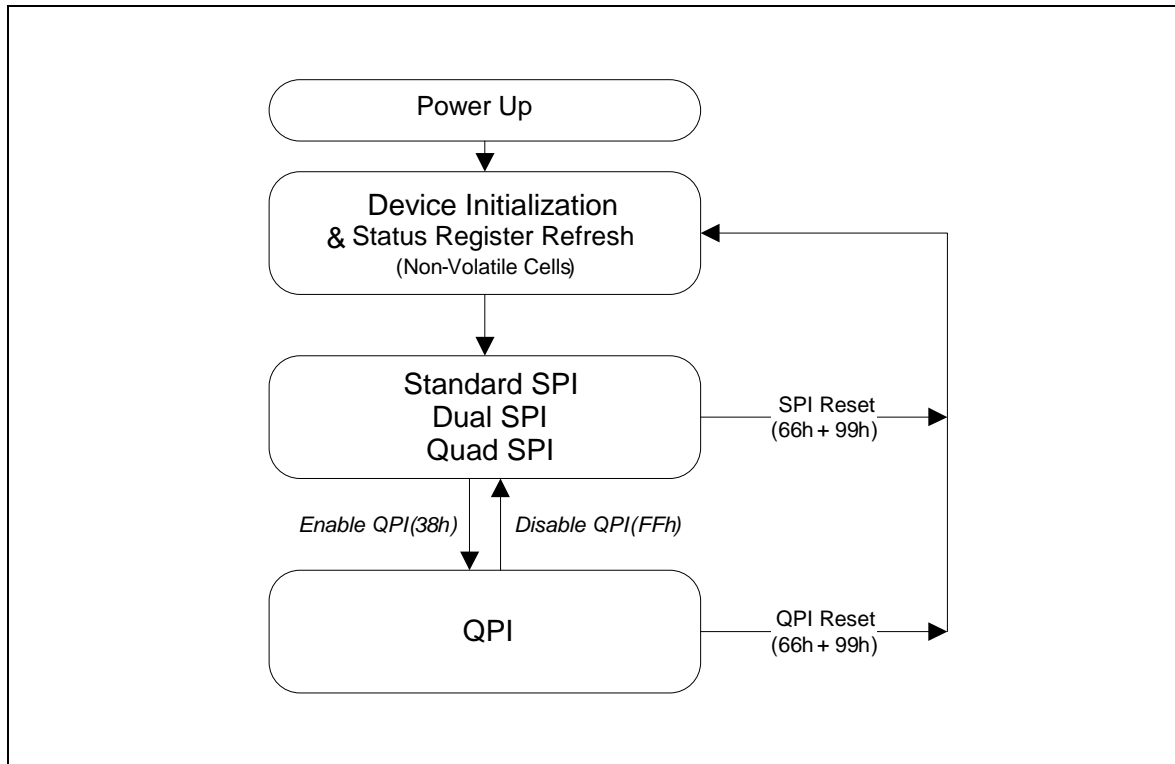 Power Up
Device Initialization
& Status Register Refresh
(Non-Volatile Cells)
Standard SPI
Dual SPI
Quad SPI
SPI Reset
(66h + 99h)
Enable QPI(38h)
Disable QPI(FFh)
QPI
QPI Reset
(66h + 99h)